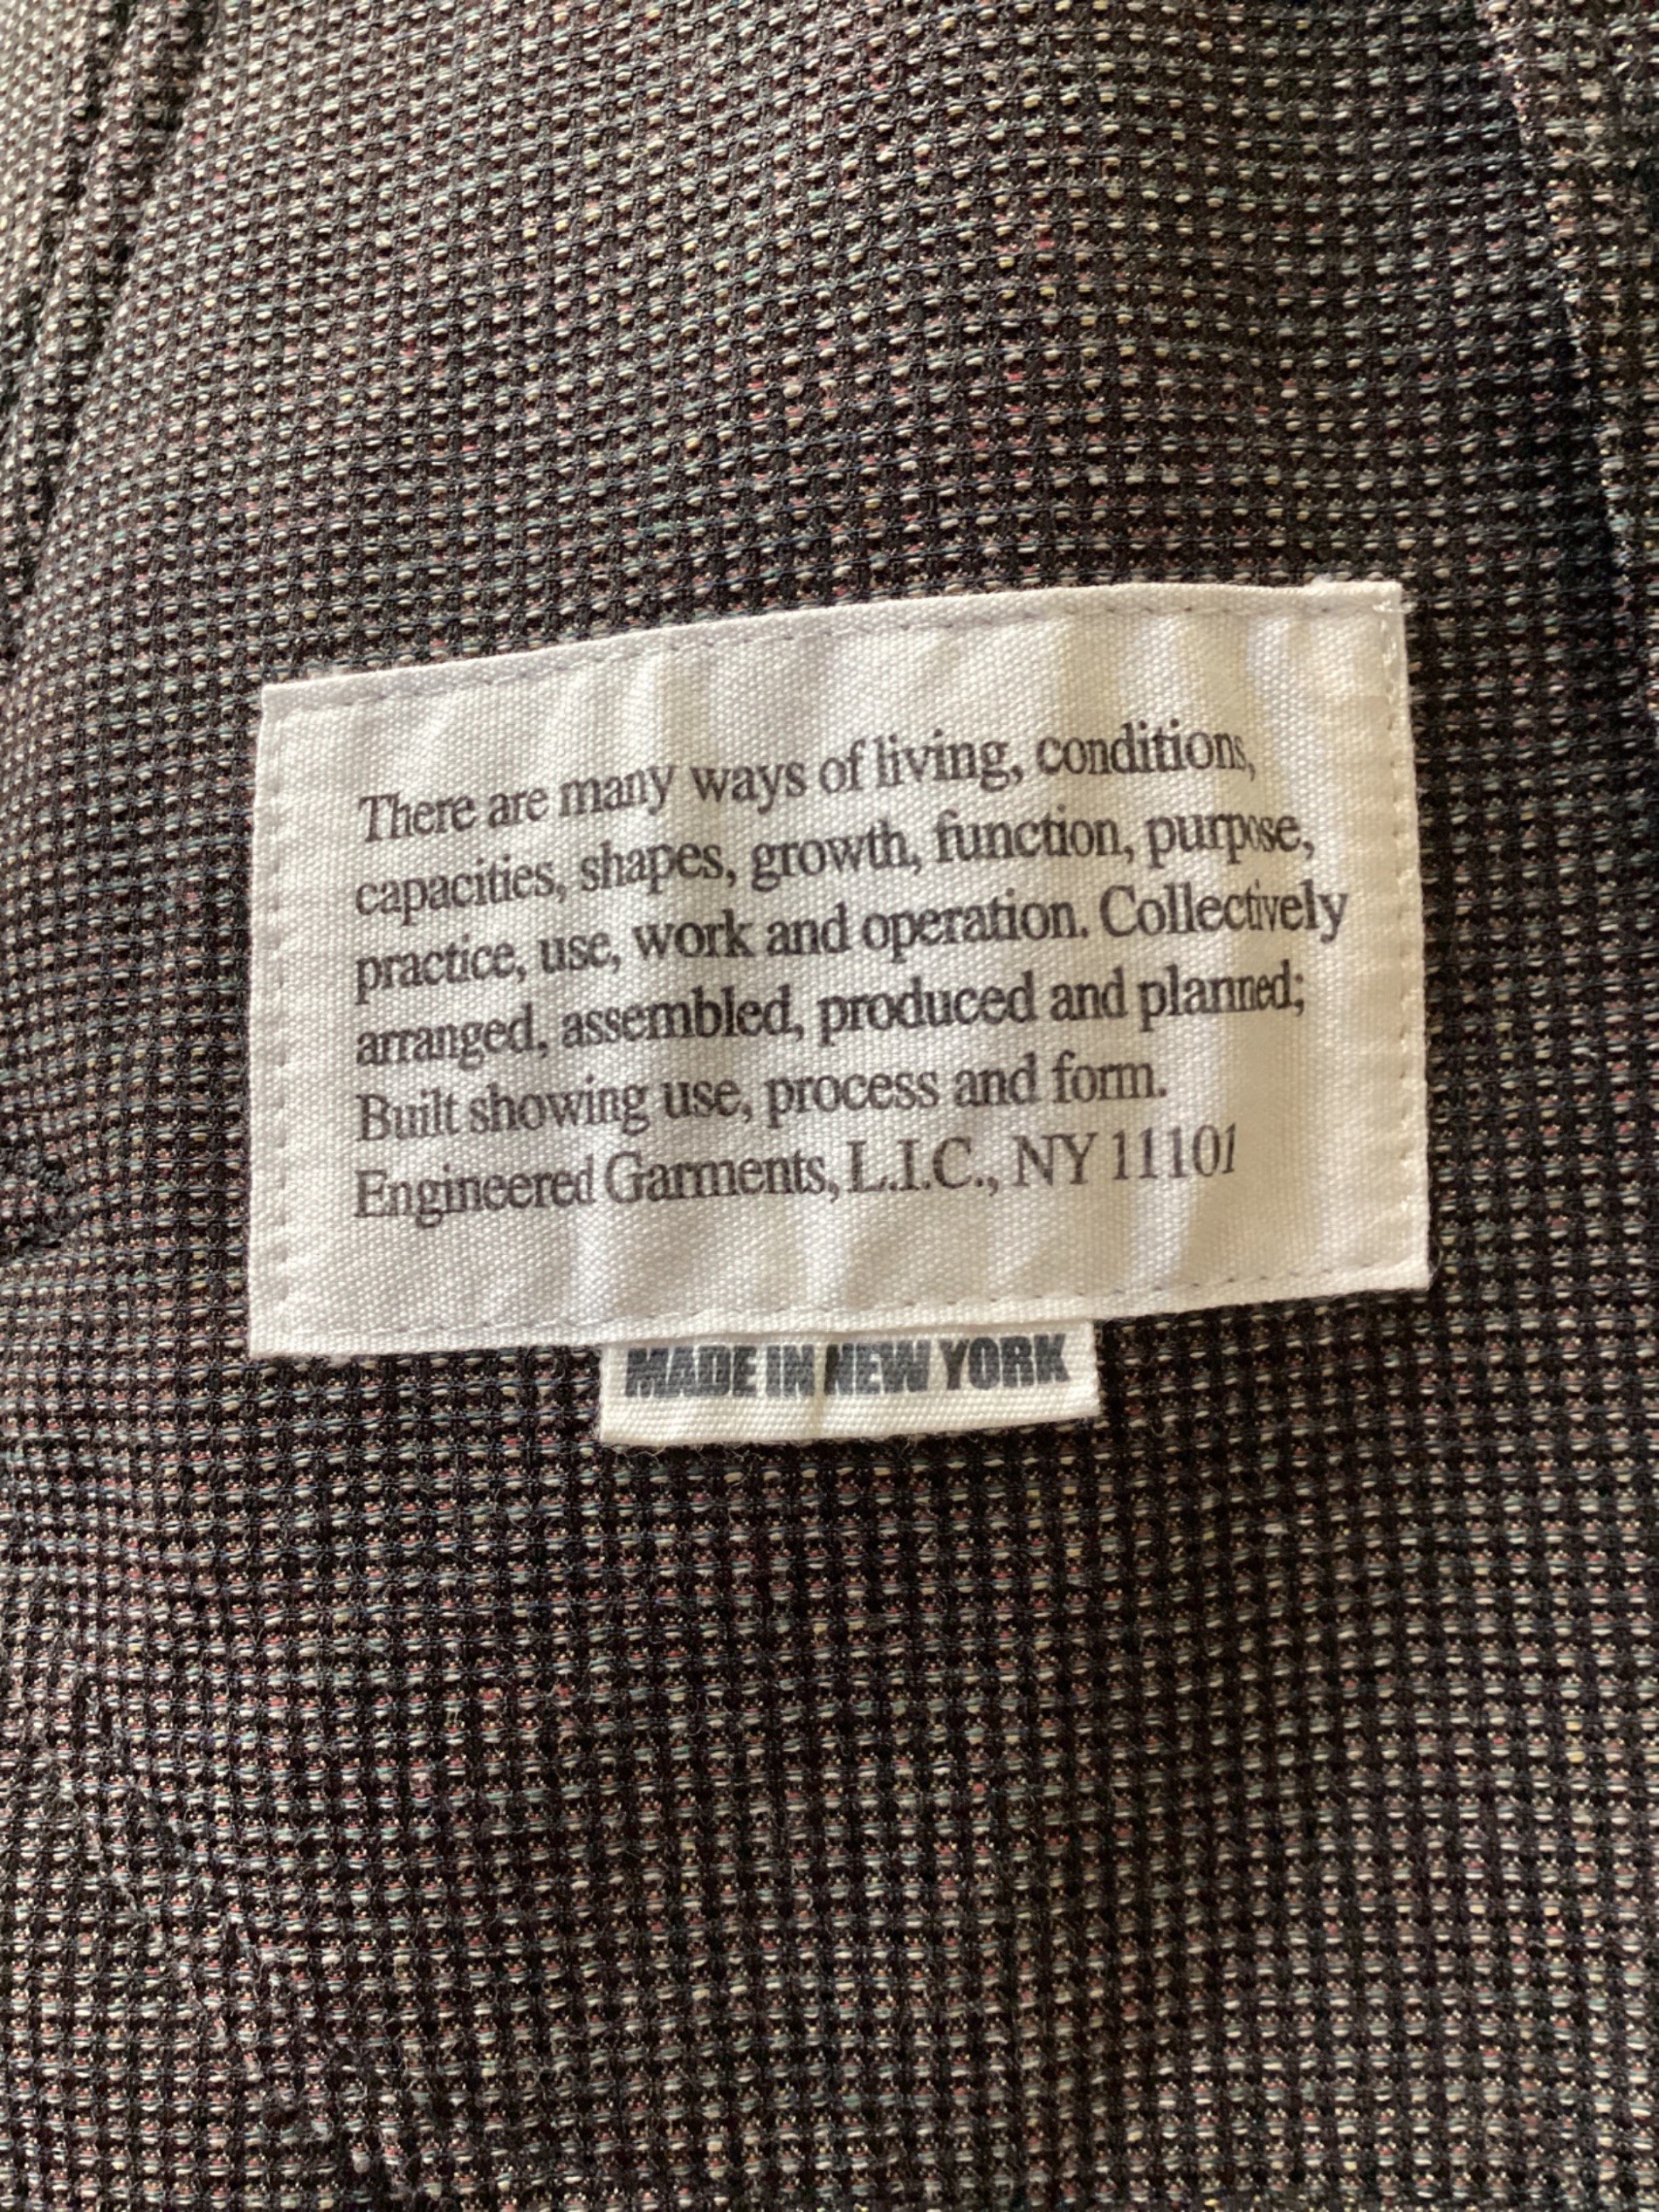 There are many ways of living, conditions,
capacities, shapes, growth, function, purpose,
practice, use, work and operation. Collectively
arranged, assembled, produced and planned;
Built showing use, process and form.
Engineered Garments, L.I.C., NY 11101
MADE IN NEW YORK